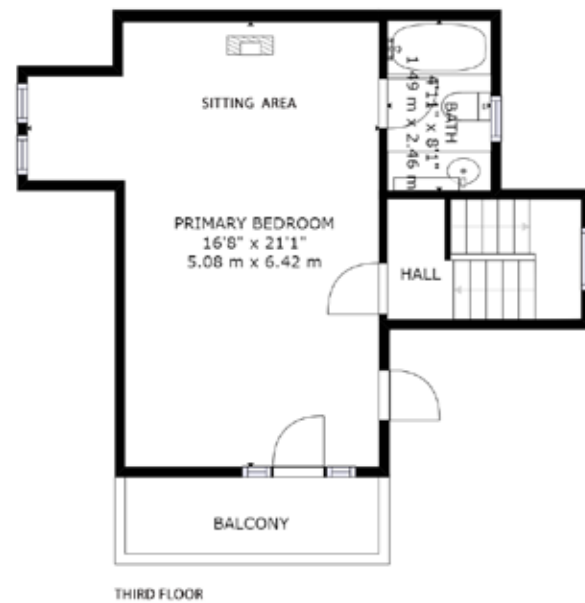 SITTING AREA
BATH
4'11" x 8'1"
1.49 m x 2.46 m
PRIMARY BEDROOM
16'8" x 21'1"
5.08 m x 6.42 m
HALL
BALCONY
THIRD FLOOR